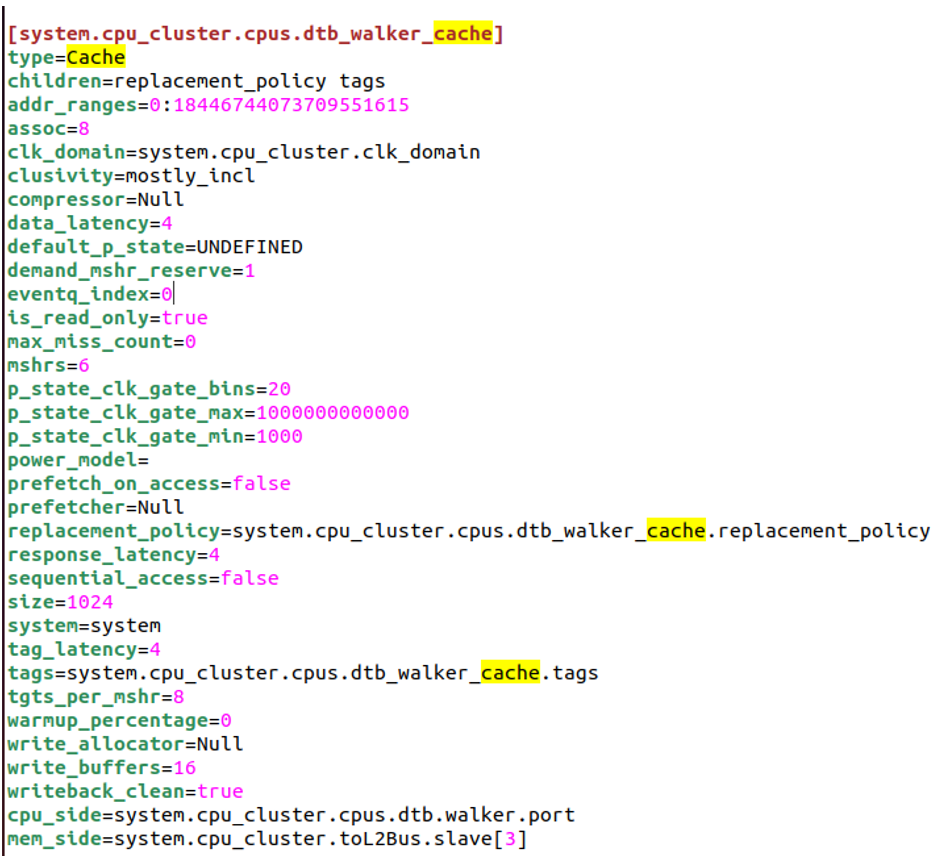 [system.cpu_cluster.cpus.dtb_walker_cache]
type=Cache
children=replacement_policy tags
addr_ranges=0:18446744073709551615
assoc=8
clk_domain=system.cpu_cluster.clk_domain
clusivity=mostly_incl
compressor=Null
data_latency=4
default_p_state=UNDEFINED
demand_mshr_reserve=1
eventq_index=0
is_read_only=true
max_miss_count=0
mshrs=6
p_state_clk_gate_bins=20
p_state_clk_gate_max=1000000000000
p_state_clk_gate_min=1000
power_model=
prefetch_on_access=false
prefetcher=Null
replacement_policy=system.cpu_cluster.cpus.dtb_walker_cache.replacement_policy
response_latency=4
sequential_access=false
size=1024
system=system
tag_latency=4
tags=system.cpu_cluster.cpus.dtb_walker_cache.tags
tgts_per_mshr=8
warmup_percentage=0
write_allocator=Null
write_buffers=16
writeback_clean=true
cpu_side=system.cpu_cluster.cpus.dtb.walker.port
mem_side=system.cpu_cluster.toL2Bus.slave[3]